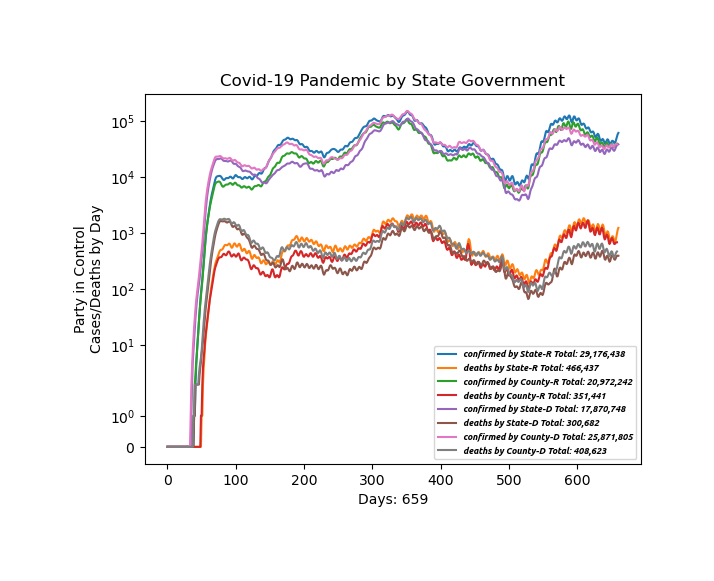 Covid-19 Pandemic by State Government
Party in Control
Cases/Deaths by Day
10^5
10^4
10^3
10^2
10^1
10^0
0
confirmed by State-R Total: 29,176,438
deaths by State-R Total: 466,437
confirmed by County-R Total: 20,972,242
deaths by County-R Total: 351,441
confirmed by State-D Total: 17,870,748
deaths by State-D Total: 300,682
confirmed by County-D Total: 25,871,805
deaths by County-D Total: 408,623
0 100 200 300 400 500 600
Days: 659